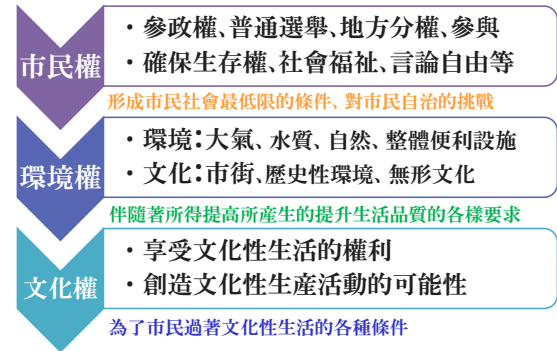 ・參政權、普通選舉、地方分權、參與
市民權
・確保生存權、社會福祉、言論自由等
形成市民社會最低限的條件、對市民自治的挑戰
・環境：大氣、水質、自然、整體便利設施
環境權
・文化：市街、歷史性環境、無形文化
伴隨著所得提高所產生的提升生活品質的各樣要求
・享受文化性生活的權利
文化權
・創造文化性生產活動的可能性
為了市民過著文化性生活的各種條件